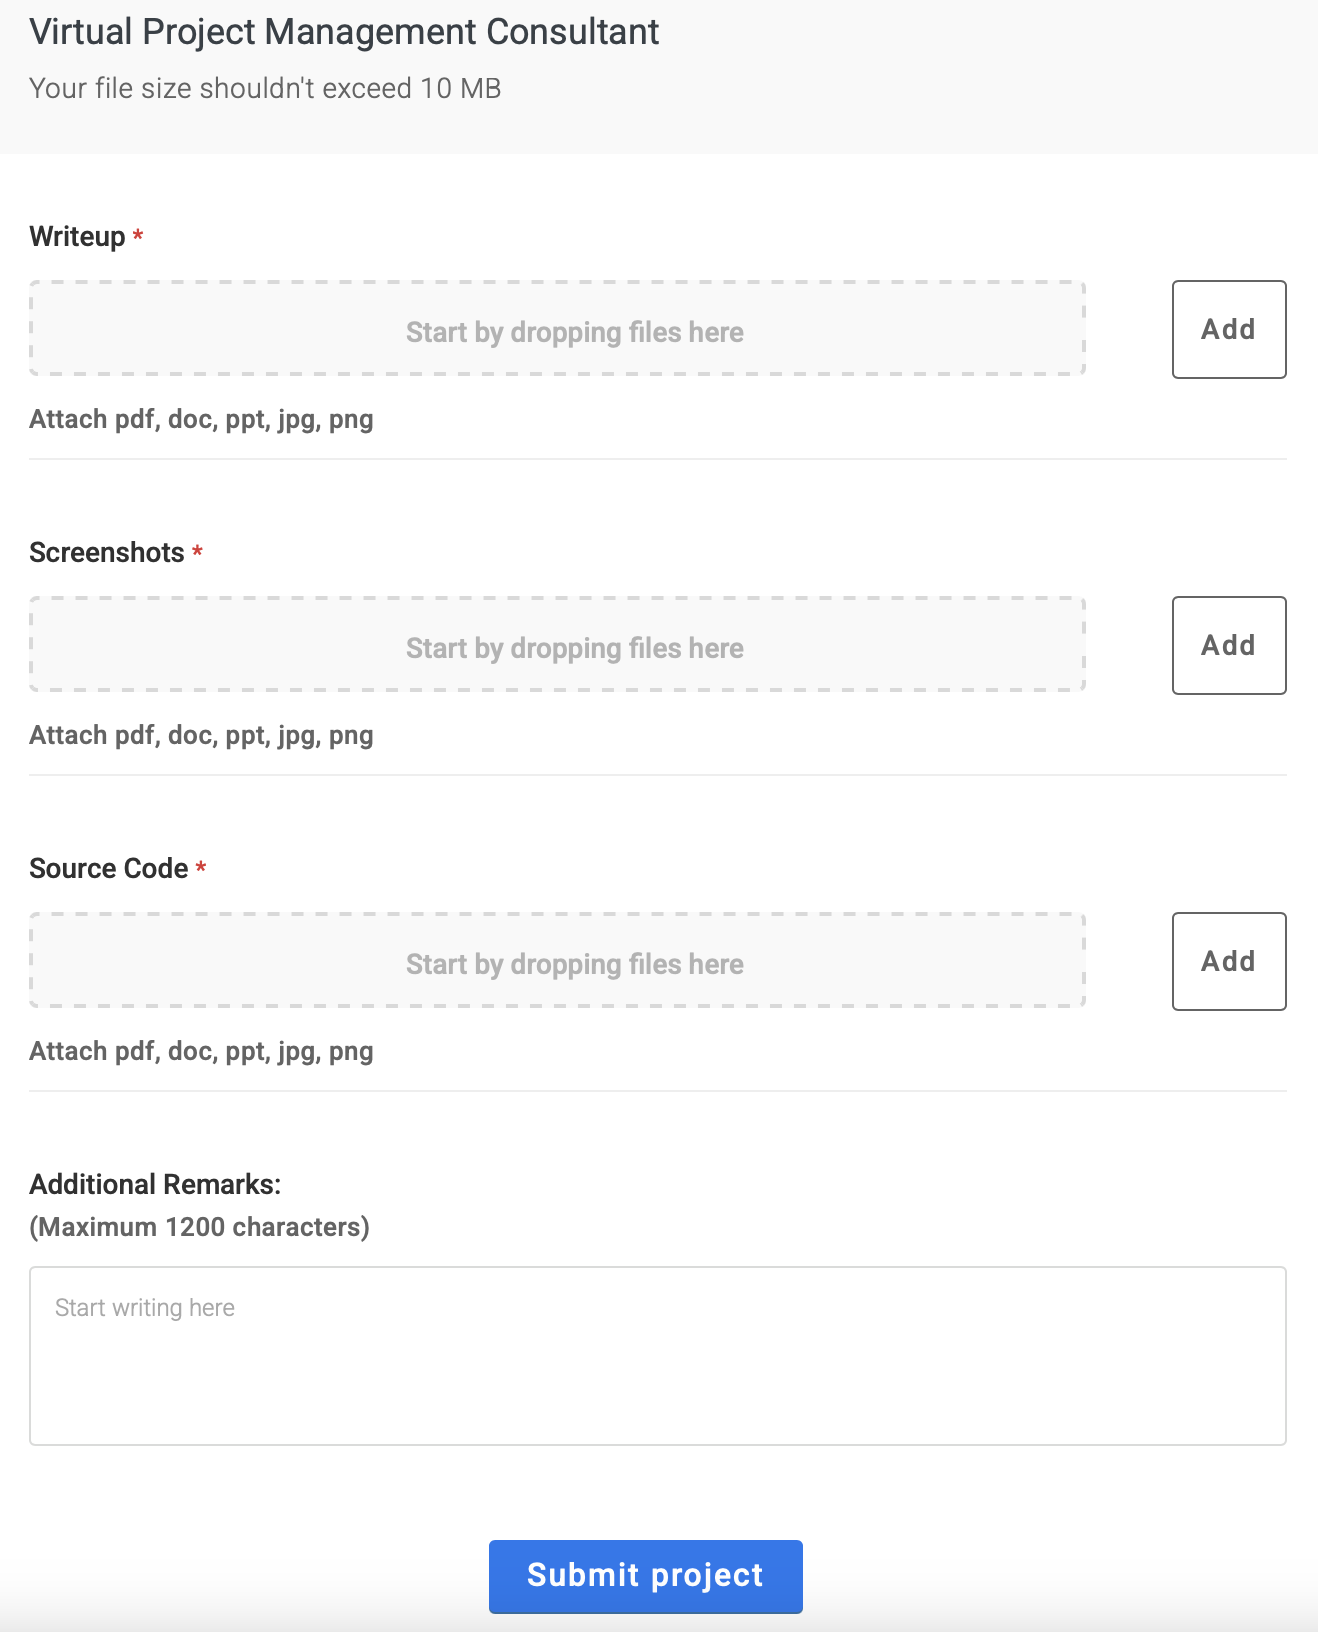 Virtual Project Management Consultant
Your file size shouldn't exceed 10 MB
Writeup *
Start by dropping files here
Add
Attach pdf, doc, ppt, jpg, png
Screenshots *
Start by dropping files here
Add
Attach pdf, doc, ppt, jpg, png
Source Code *
Start by dropping files here
Add
Attach pdf, doc, ppt, jpg, png
Additional Remarks:
(Maximum 1200 characters)
Start writing here
Submit project